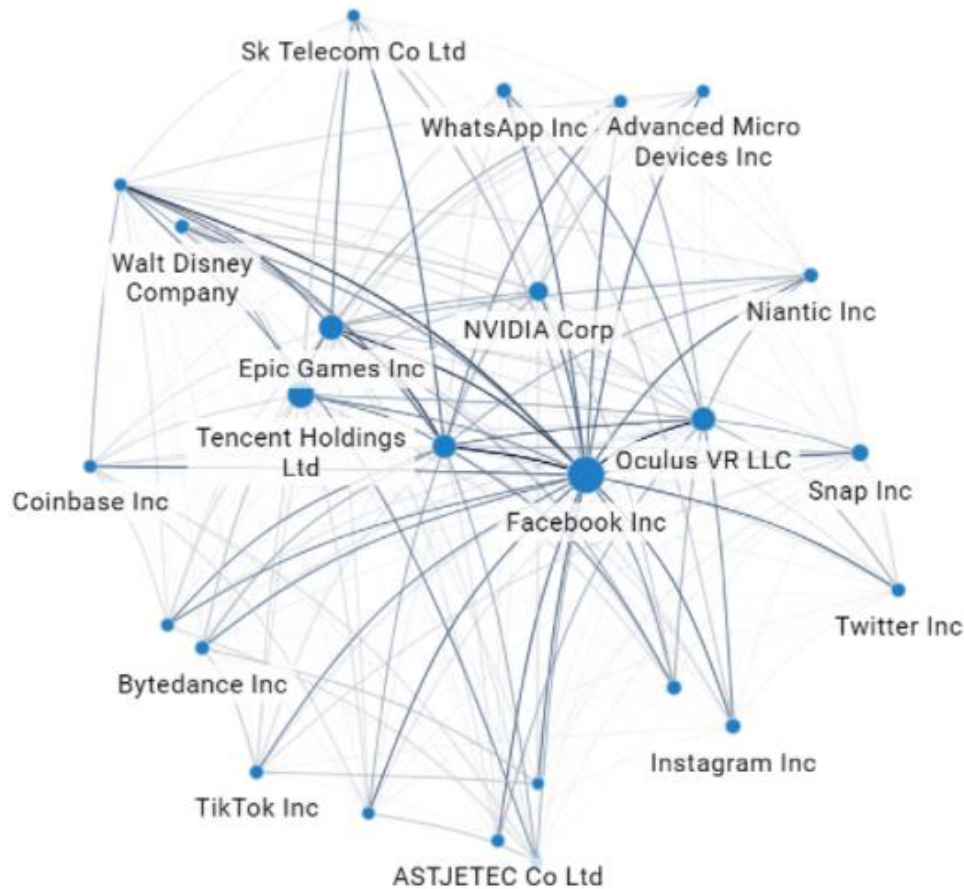 Sk Telecom Co Ltd
WhatsApp Inc
Advanced Micro
Devices Inc
Walt Disney
Company
Niantic Inc
NVIDIA Corp
Epic Games Inc
Tencent Holdings
Ltd
Oculus VR LLC
Snap Inc
Coinbase Inc
Facebook Inc
Twitter Inc
Bytedance Inc
Instagram Inc
TikTok Inc
ASTJETEC Co Ltd